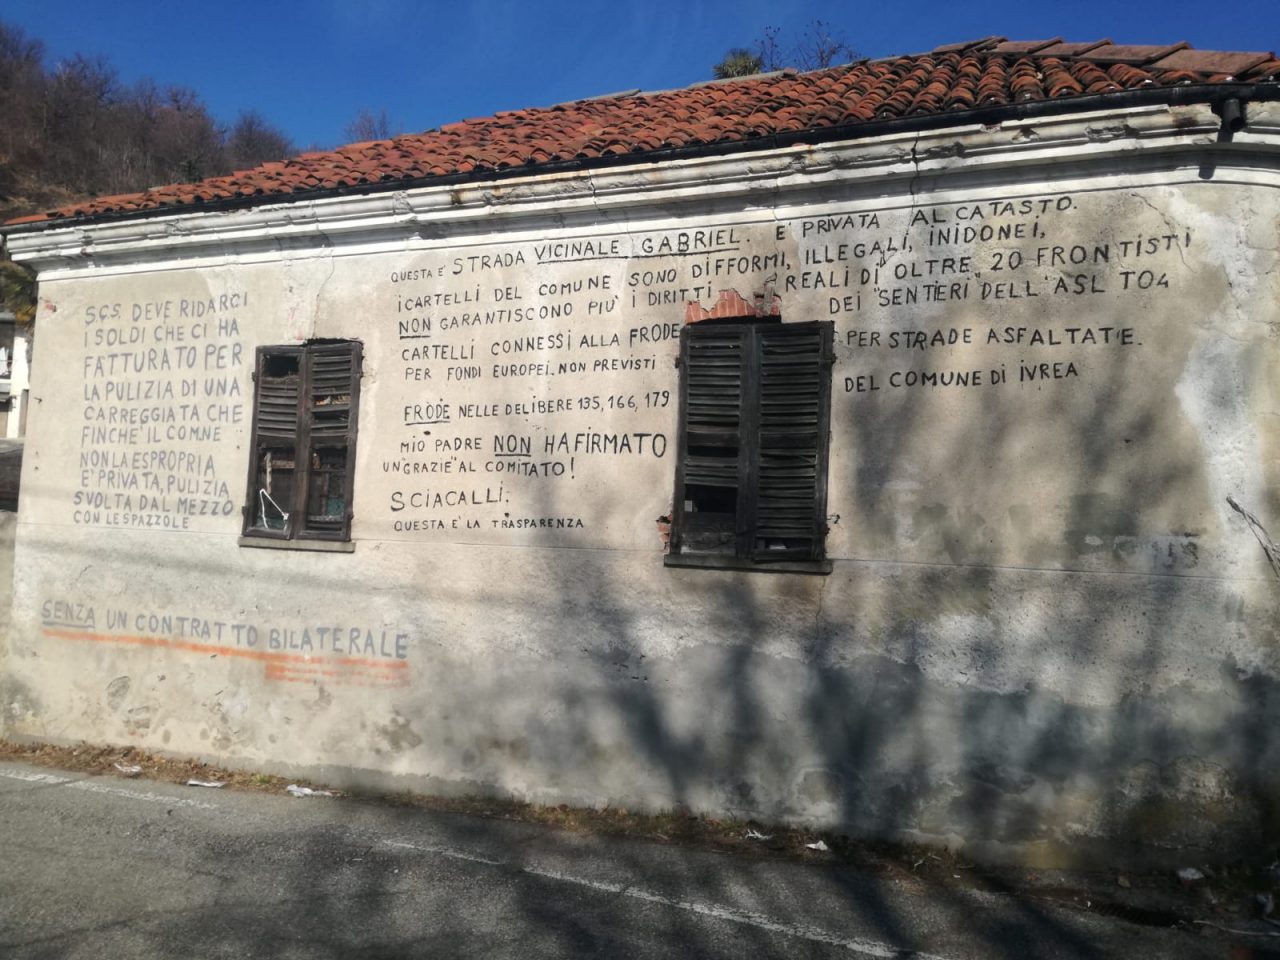 SCS DEVE RIDARCI
I SOLDI CHE CI HA
FATTURATO PER
LA PULIZIA DI UNA
CARREGGIATA CHE
FINCHE' IL COMNE
NON LA ESPROPRIA
E' PRIVATA, PULIZIA
SVOLTA DAL MEZZO
CON LE SPAZZOLE
SENZA UN CONTRATTO BILATERALE
QUESTA E' STRADA VICINALE GABRIEL. E' PRIVATA AL CATASTO.
I CARTELLI DEL COMUNE SONO DIFFORMI, ILLEGALI, INIDONEI,
NON GARANTISCONO PIU' I DIRITTI REALI DI OLTRE 20 FRONTISTI
CARTELLI CONNESSI ALLA FRODE DEI SENTIERI DELL'ASL TO4
PER FONDI EUROPEI. NON PREVISTI PER STRADE ASFALTATE.
FRODE NELLE DELIBERE 135, 166, 179 DEL COMUNE DI IVREA
MIO PADRE NON HA FIRMATO
UN "GRAZIE" AL COMITATO!
SCIACALLI.
QUESTA E' LA TRASPARENZA